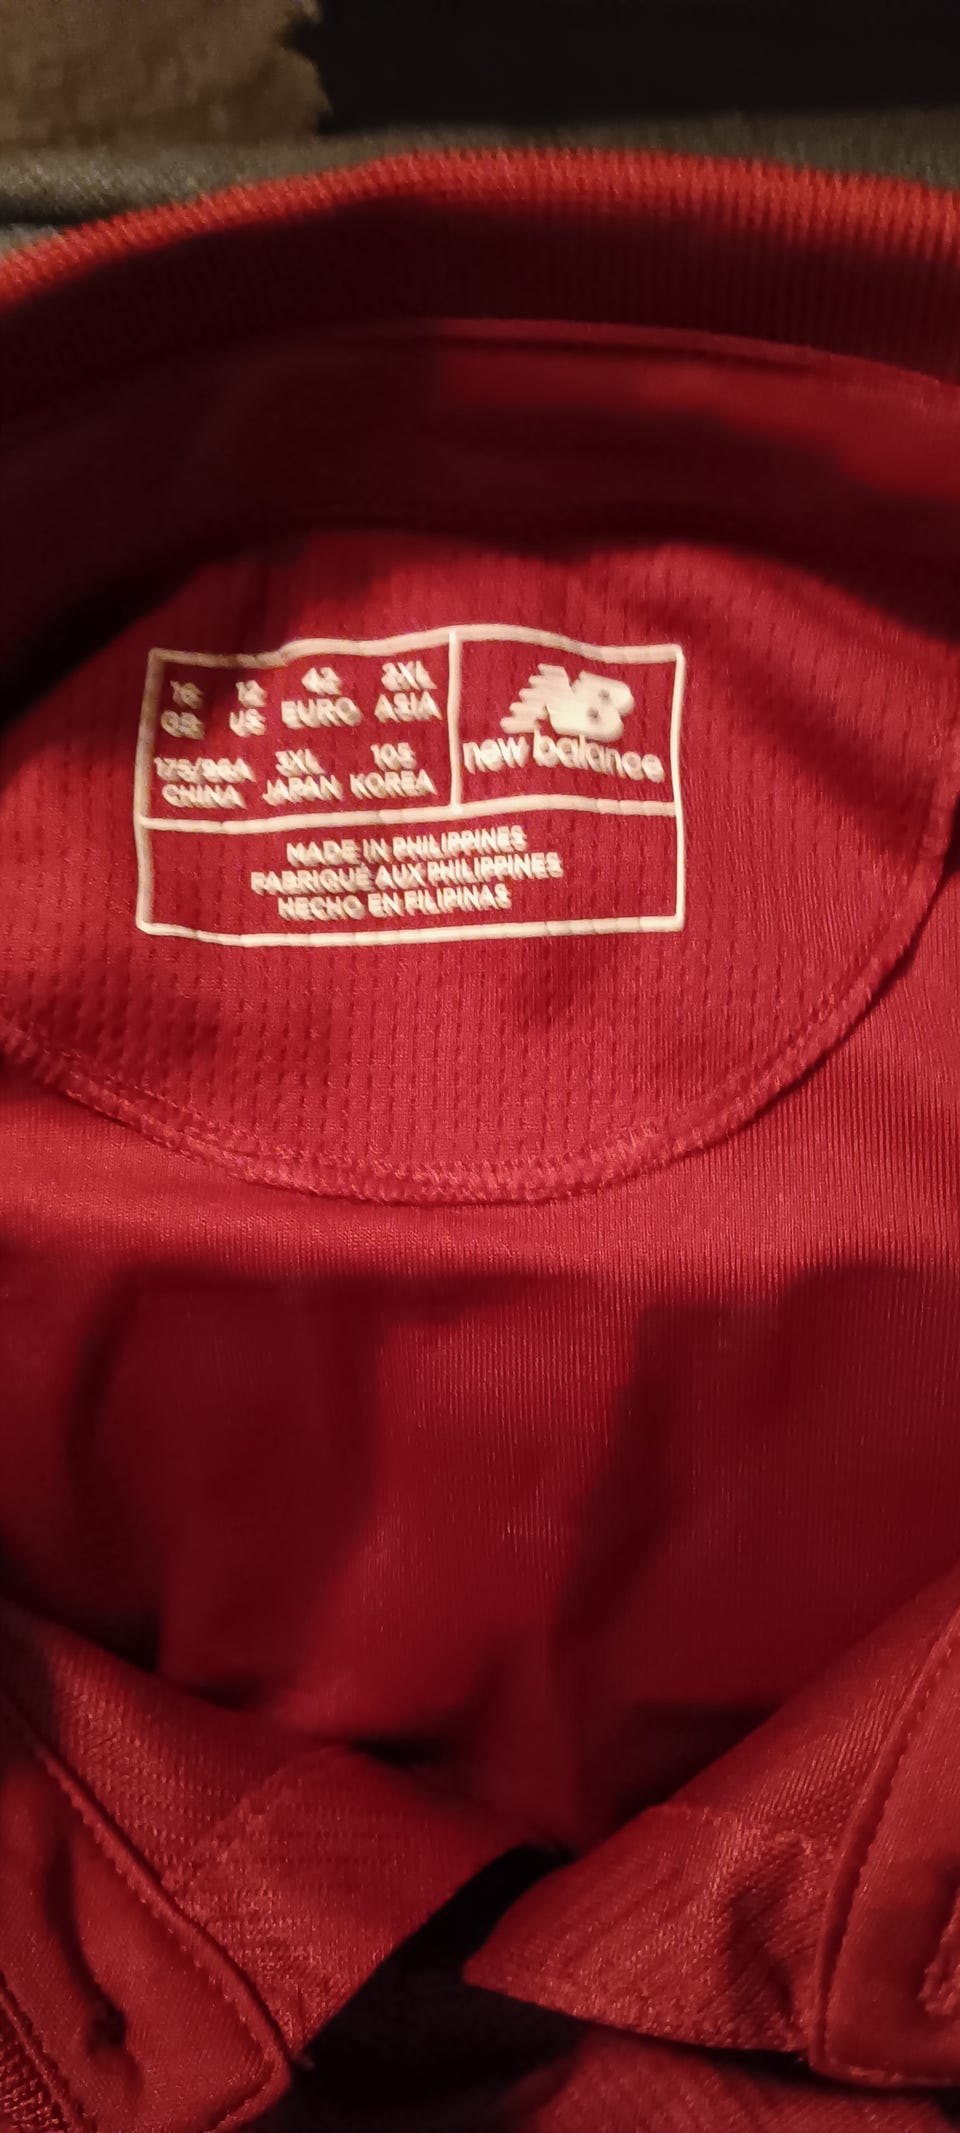 16 12 42 2XL
GB US EURO ASIA
175/96A 3XL 105
CHINA JAPAN KOREA
NB
new balance
MADE IN PHILIPPINES
FABRIQUÉ AUX PHILIPPINES
HECHO EN FILIPINAS